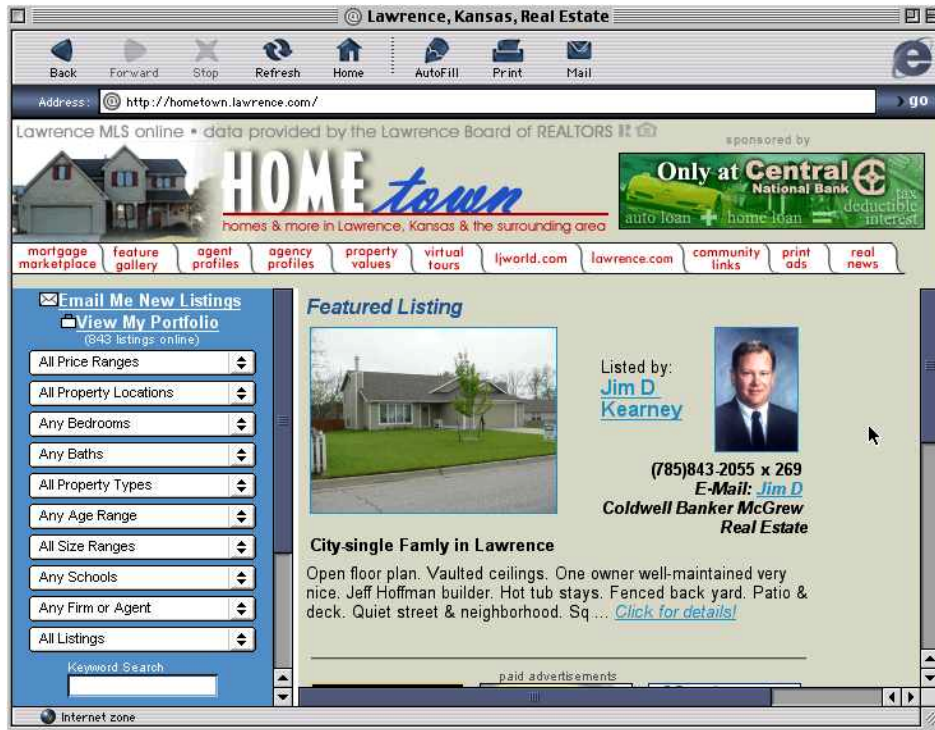 @ Lawrence, Kansas, Real Estate
Back Forward Stop Refresh Home AutoFill Print Mail
Address: @ http://hometown.lawrence.com/ go
Lawrence MLS online • data provided by the Lawrence Board of REALTORS
sponsored by
HOME town
homes & more in Lawrence, Kansas & the surrounding area
Only at Central
National Bank
auto loan + home loan = tax deductible interest
mortgage marketplace
feature gallery
agent profiles
agency profiles
property values
virtual tours
ljworld.com
lawrence.com
community links
print ads
real news
Email Me New Listings
View My Portfolio
(843 listings online)
All Price Ranges
All Property Locations
Any Bedrooms
Any Baths
All Property Types
Any Age Range
All Size Ranges
Any Schools
Any Firm or Agent
All Listings
Keyword Search
Featured Listing
Listed by:
Jim D
Kearney
(785)843-2055 x 269
E-Mail: Jim D
Coldwell Banker McGrew
Real Estate
City-single Famly in Lawrence
Open floor plan. Vaulted ceilings. One owner well-maintained very
nice. Jeff Hoffman builder. Hot tub stays. Fenced back yard. Patio &
deck. Quiet street & neighborhood. Sq ... Click for details!
paid advertisements
Internet zone